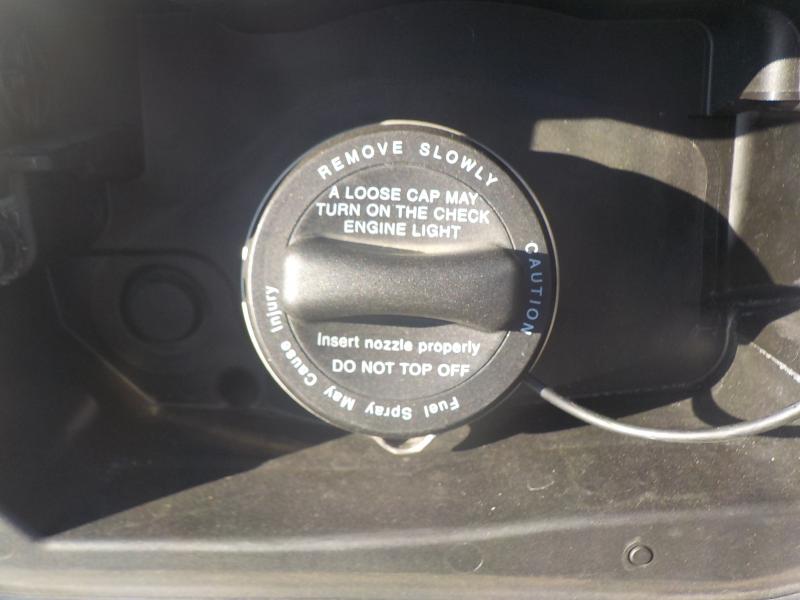 REMOVE SLOWLY
CAUTION
Fuel Spray May Cause Injury
A LOOSE CAP MAY
TURN ON THE CHECK
ENGINE LIGHT
Insert nozzle properly
DO NOT TOP OFF